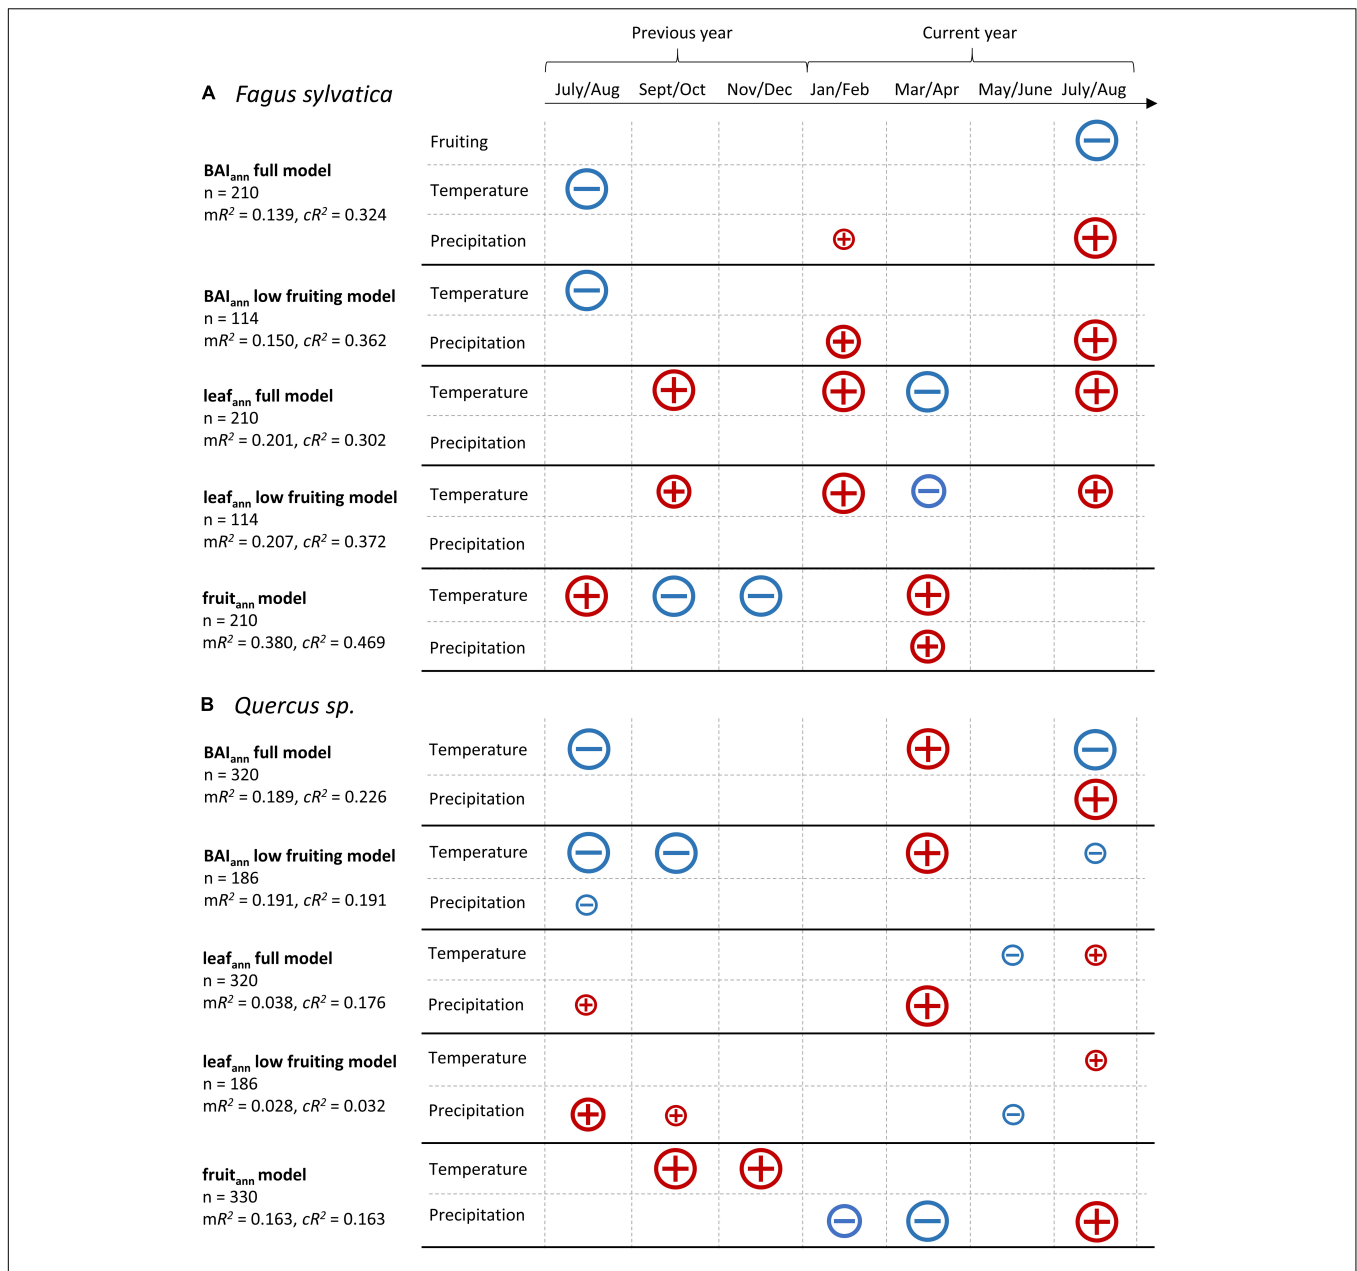 Previous year
Current year
A Fagus sylvatica
July/Aug Sept/Oct Nov/Dec Jan/Feb Mar/Apr May/June July/Aug
BAIann full model
n = 210
mR² = 0.139, cR² = 0.324
Fruiting
Temperature
Precipitation
BAIann low fruiting model
n = 114
mR² = 0.150, cR² = 0.362
Temperature
Precipitation
leafann full model
n = 210
mR² = 0.201, cR² = 0.302
Temperature
Precipitation
leafann low fruiting model
n = 114
mR² = 0.207, cR² = 0.372
Temperature
Precipitation
fruitann model
n = 210
mR² = 0.380, cR² = 0.469
Temperature
Precipitation
B Quercus sp.
BAIann full model
n = 320
mR² = 0.189, cR² = 0.226
Temperature
Precipitation
BAIann low fruiting model
n = 186
mR² = 0.191, cR² = 0.191
Temperature
Precipitation
leafann full model
n = 320
mR² = 0.038, cR² = 0.176
Temperature
Precipitation
leafann low fruiting model
n = 186
mR² = 0.028, cR² = 0.032
Temperature
Precipitation
fruitann model
n = 330
mR² = 0.163, cR² = 0.163
Temperature
Precipitation